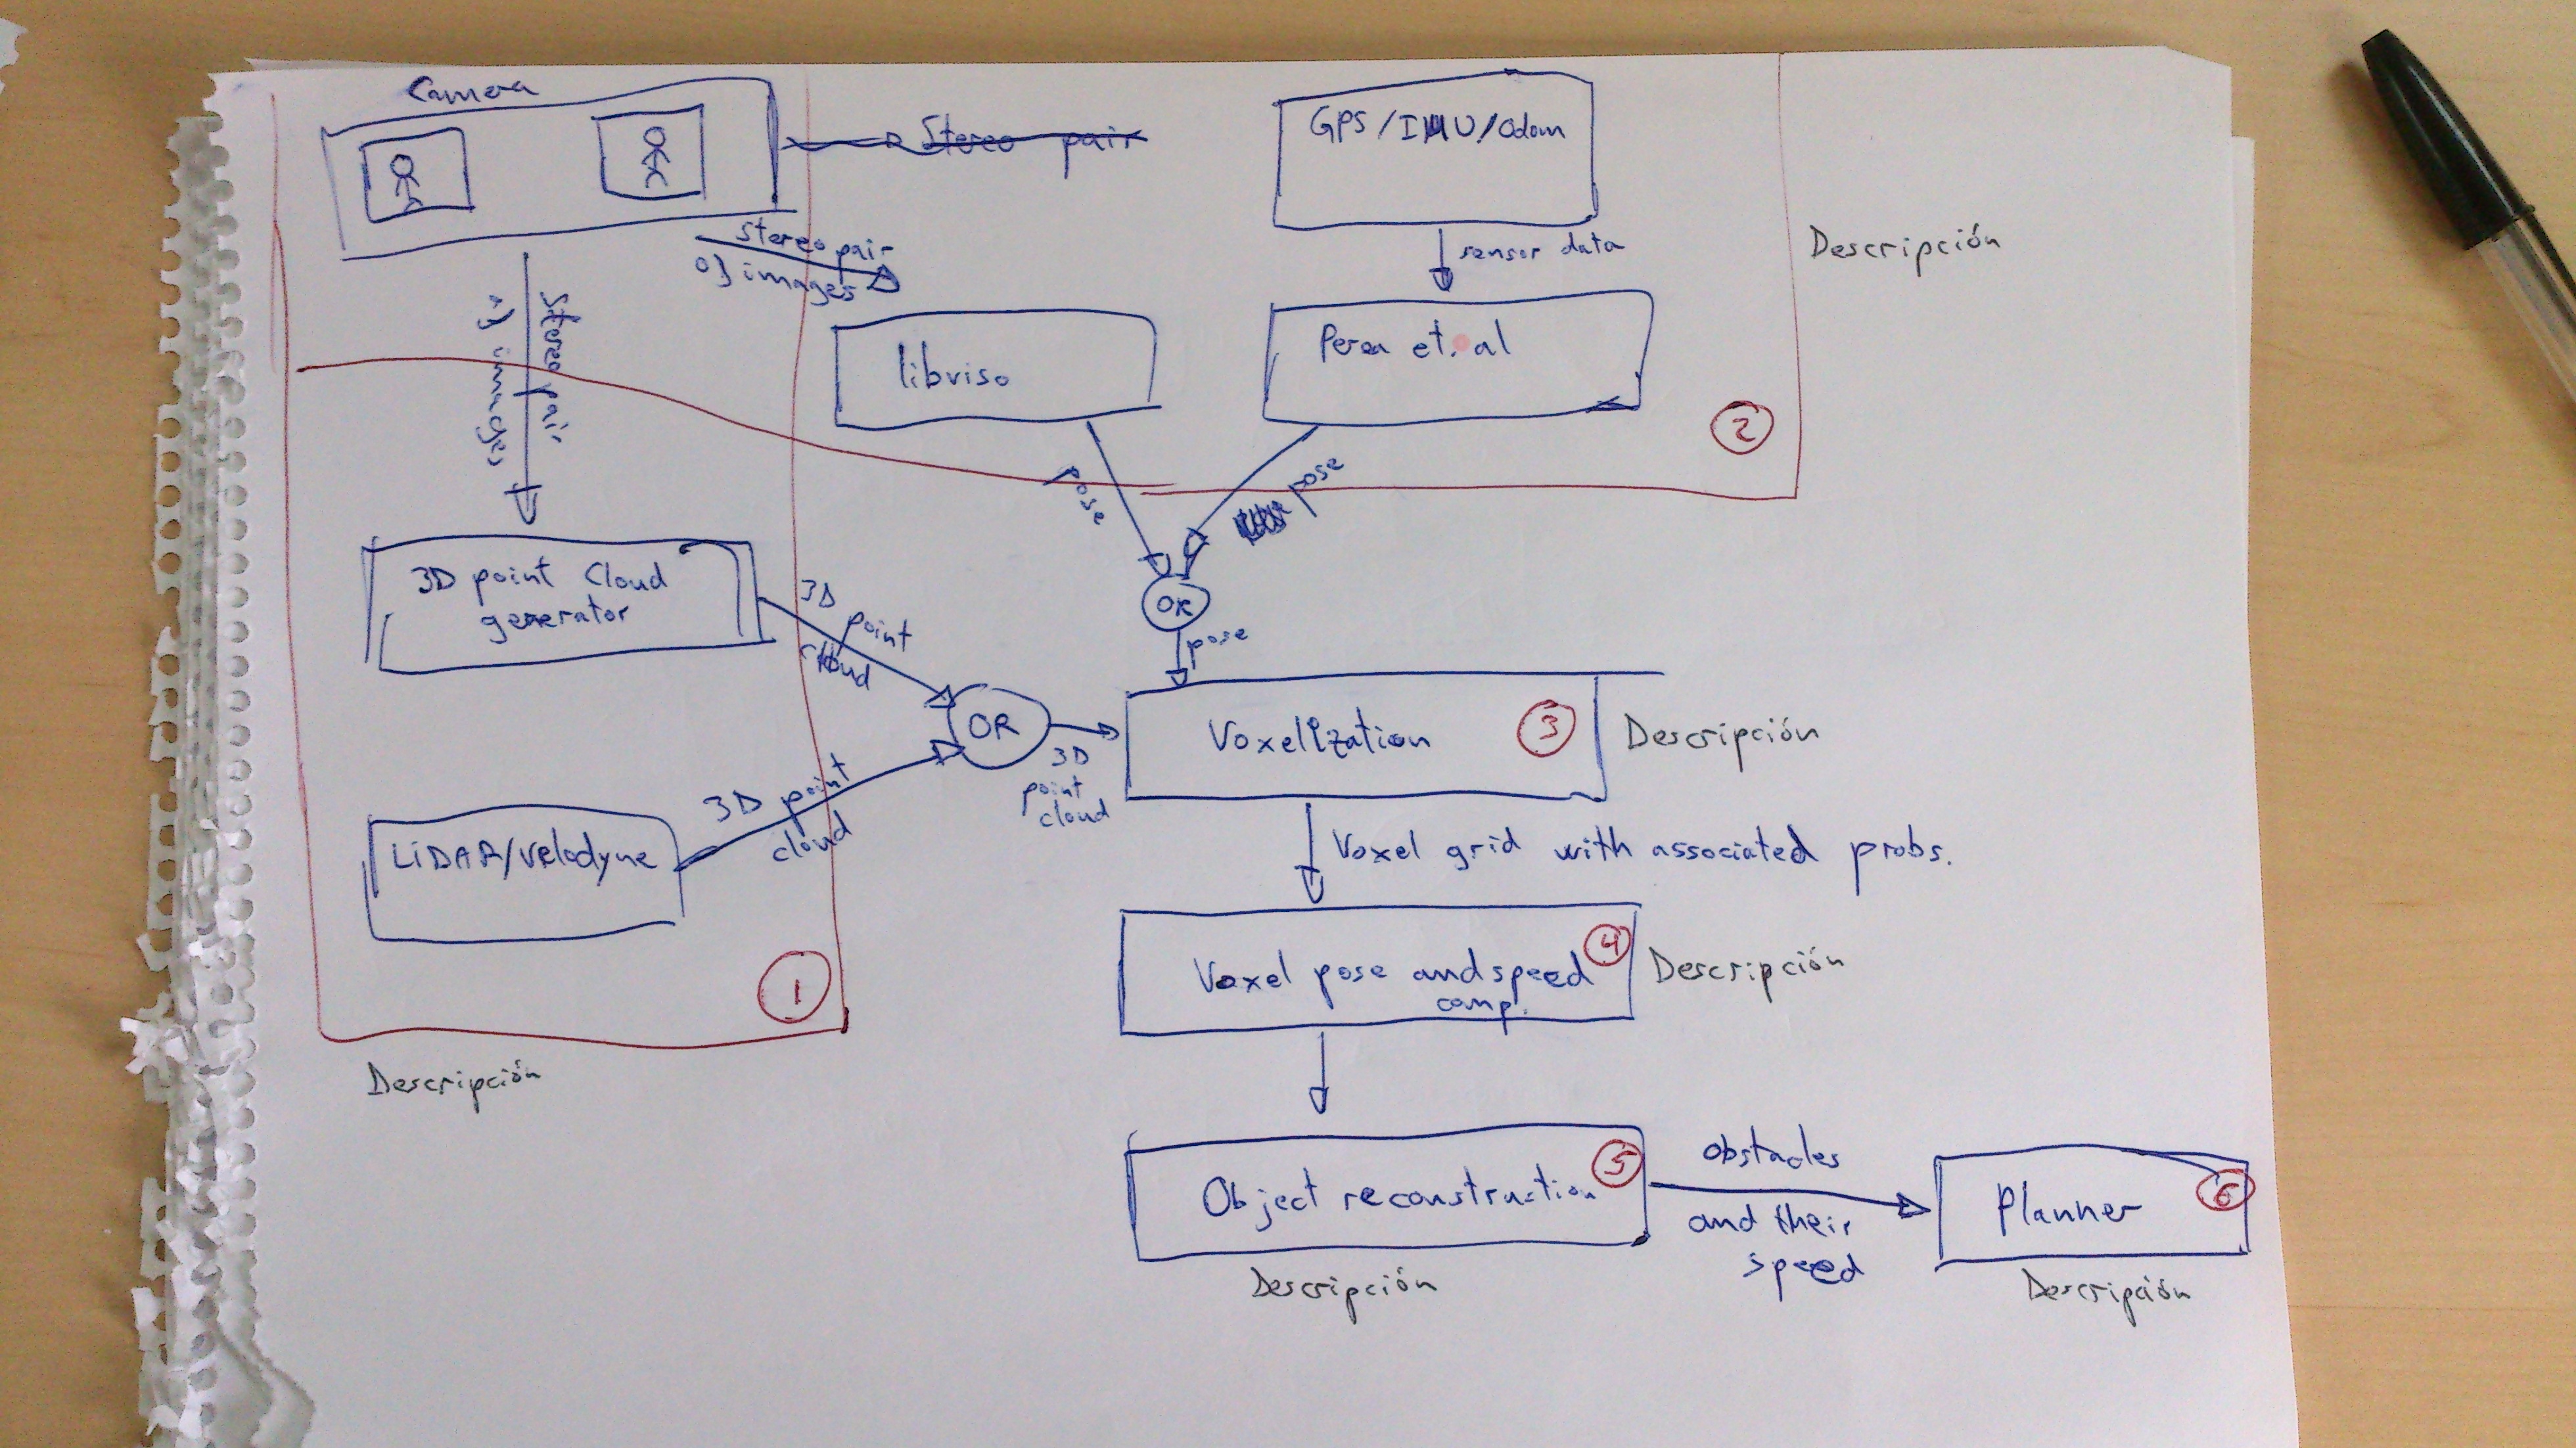 Camera
Stereo pair
GPS/IMU/Odom
Stereo pair
of images
sensor data
Descripción
Stereo pair
of images
libviso
Perea et. al
2
pose
pose
OR
pose
3D point Cloud
generator
3D point
cloud
OR
3D
point
cloud
Voxelization
3
Descripción
3D point
cloud
LiDAR/Velodyne
1
Descripción
Voxel grid with associated probs.
Voxel pose and speed
comp.
4
Descripción
Object reconstruction
5
Descripción
obstacles
and their
speed
Planner
6
Descripción